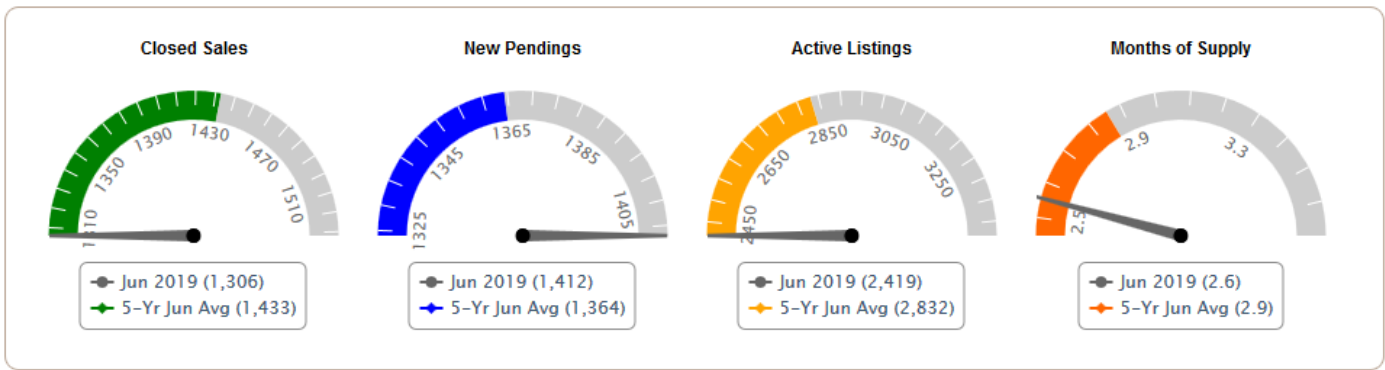 Closed Sales
1310
1350
1390
1430
1470
1510
Jun 2019 (1,306)
5-Yr Jun Avg (1,433)
New Pendings
1325
1345
1365
1385
1405
Jun 2019 (1,412)
5-Yr Jun Avg (1,364)
Active Listings
2450
2650
2850
3050
3250
Jun 2019 (2,419)
5-Yr Jun Avg (2,832)
Months of Supply
2.5
2.9
3.3
Jun 2019 (2.6)
5-Yr Jun Avg (2.9)